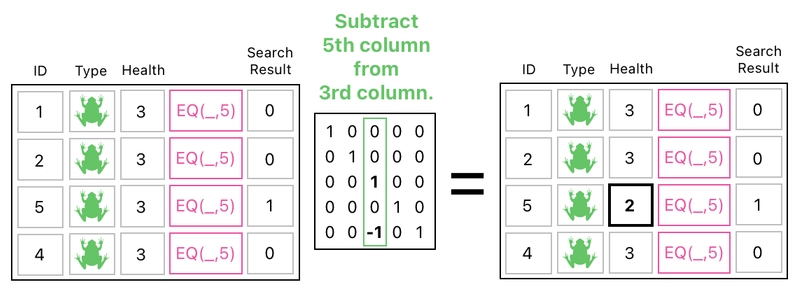 Subtract
5th column
from
3rd column.
ID Type Health Search Result
1 3 EQ(_,5) 0
2 3 EQ(_,5) 0
5 3 EQ(_,5) 1
4 3 EQ(_,5) 0
1 0 0 0 0
0 1 0 0 0
0 0 1 0 0
0 0 0 1 0
0 0 -1 0 1
=
ID Type Health Search Result
1 3 EQ(_,5) 0
2 3 EQ(_,5) 0
5 2 EQ(_,5) 1
4 3 EQ(_,5) 0